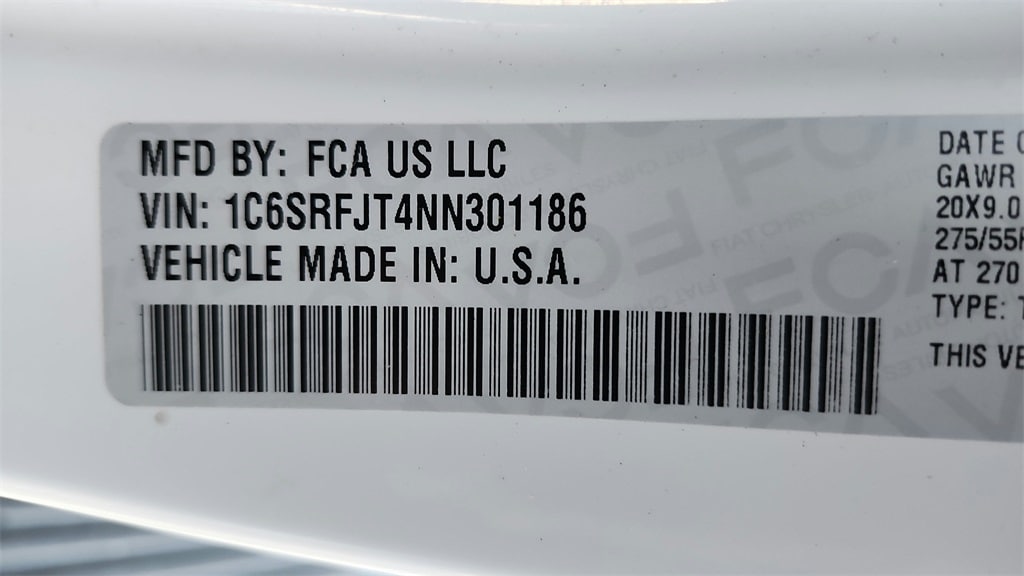 MFD BY: FCA US LLC
VIN: 1C6SRFJT4NN301186
VEHICLE MADE IN: U.S.A.
DATE
GAWR
20X9.0
275/55
AT 270
TYPE:
THIS